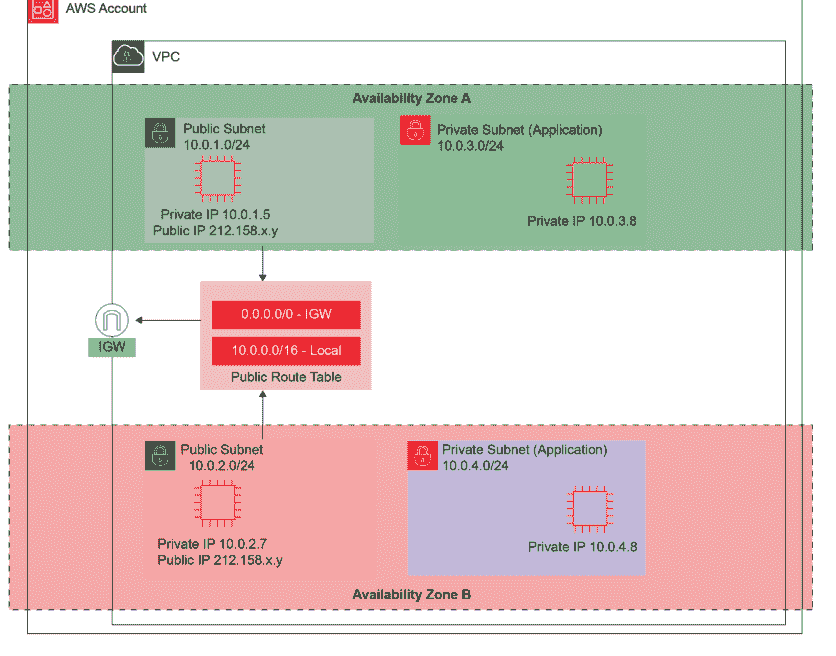 AWS Account
VPC
Availability Zone A
Public Subnet
10.0.1.0/24
Private IP 10.0.1.5
Public IP 212.158.x.y
Private Subnet (Application)
10.0.3.0/24
Private IP 10.0.3.8
0.0.0.0/0 - IGW
10.0.0.0/16 - Local
Public Route Table
IGW
Public Subnet
10.0.2.0/24
Private IP 10.0.2.7
Public IP 212.158.x.y
Private Subnet (Application)
10.0.4.0/24
Private IP 10.0.4.8
Availability Zone B